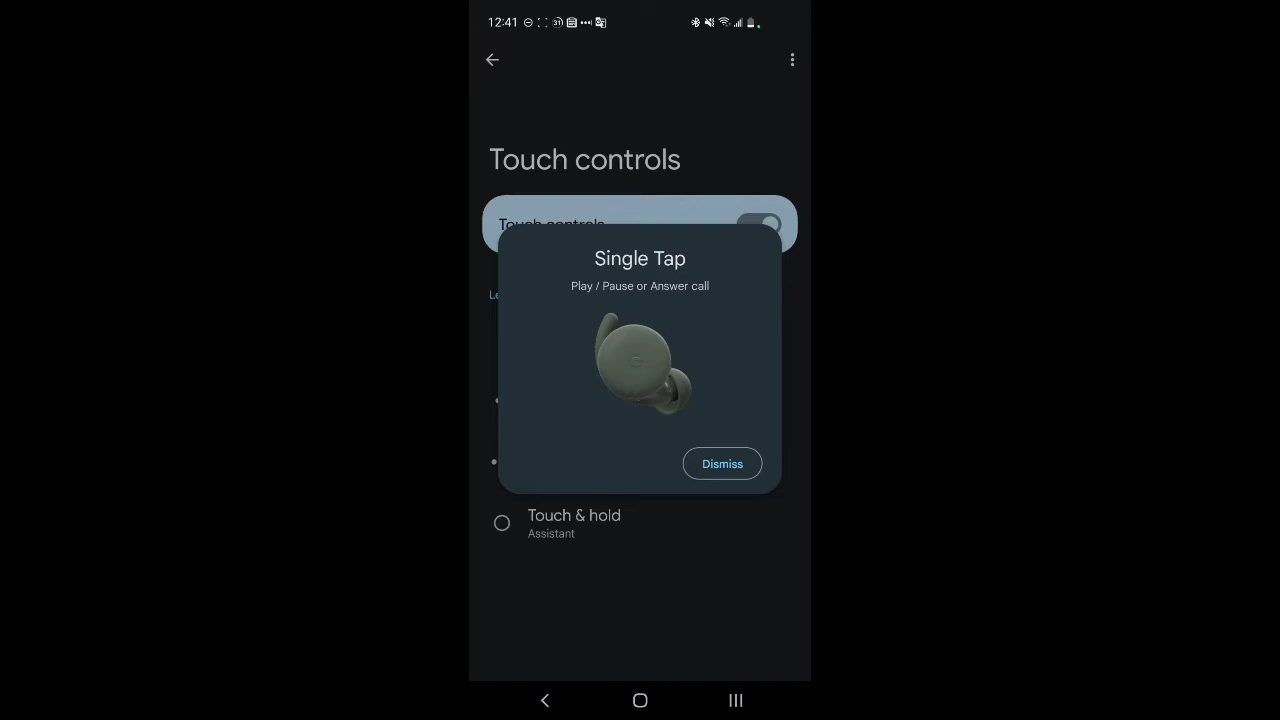 12:41
Touch controls
Single Tap
Play / Pause or Answer call
Dismiss
Touch & hold
Assistant